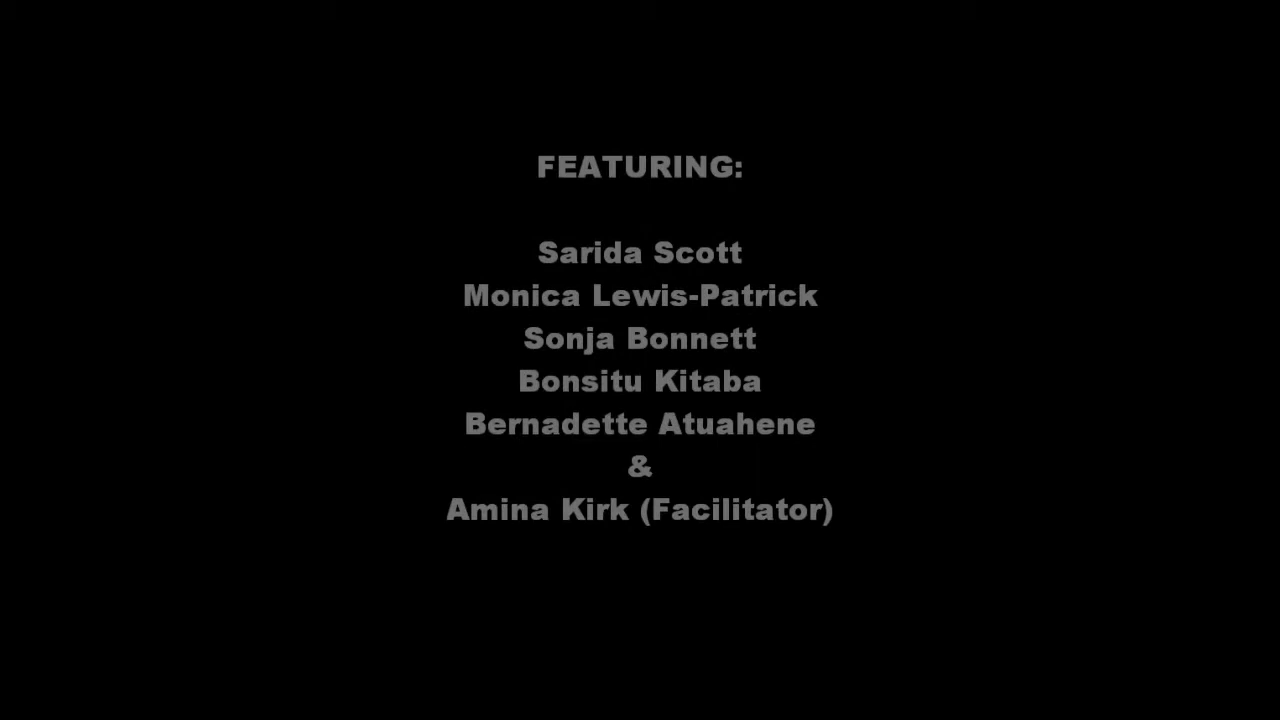 FEATURING:
Sarida Scott
Monica Lewis-Patrick
Sonja Bonnett
Bonsitu Kitaba
Bernadette Atuahene
&
Amina Kirk (Facilitator)